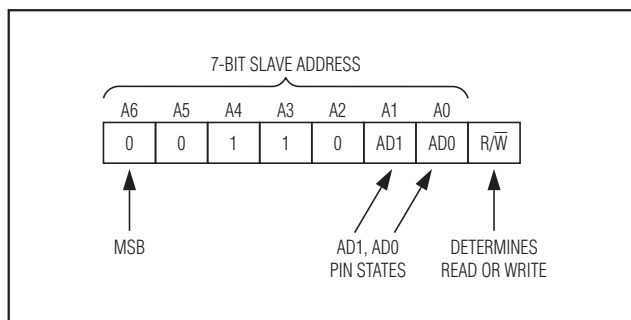 7-BIT SLAVE ADDRESS
A6 A5 A4 A3 A2 A1 A0
0 0 1 1 0 AD1 AD0 R/W̅
MSB
AD1, AD0
PIN STATES
DETERMINES
READ OR WRITE